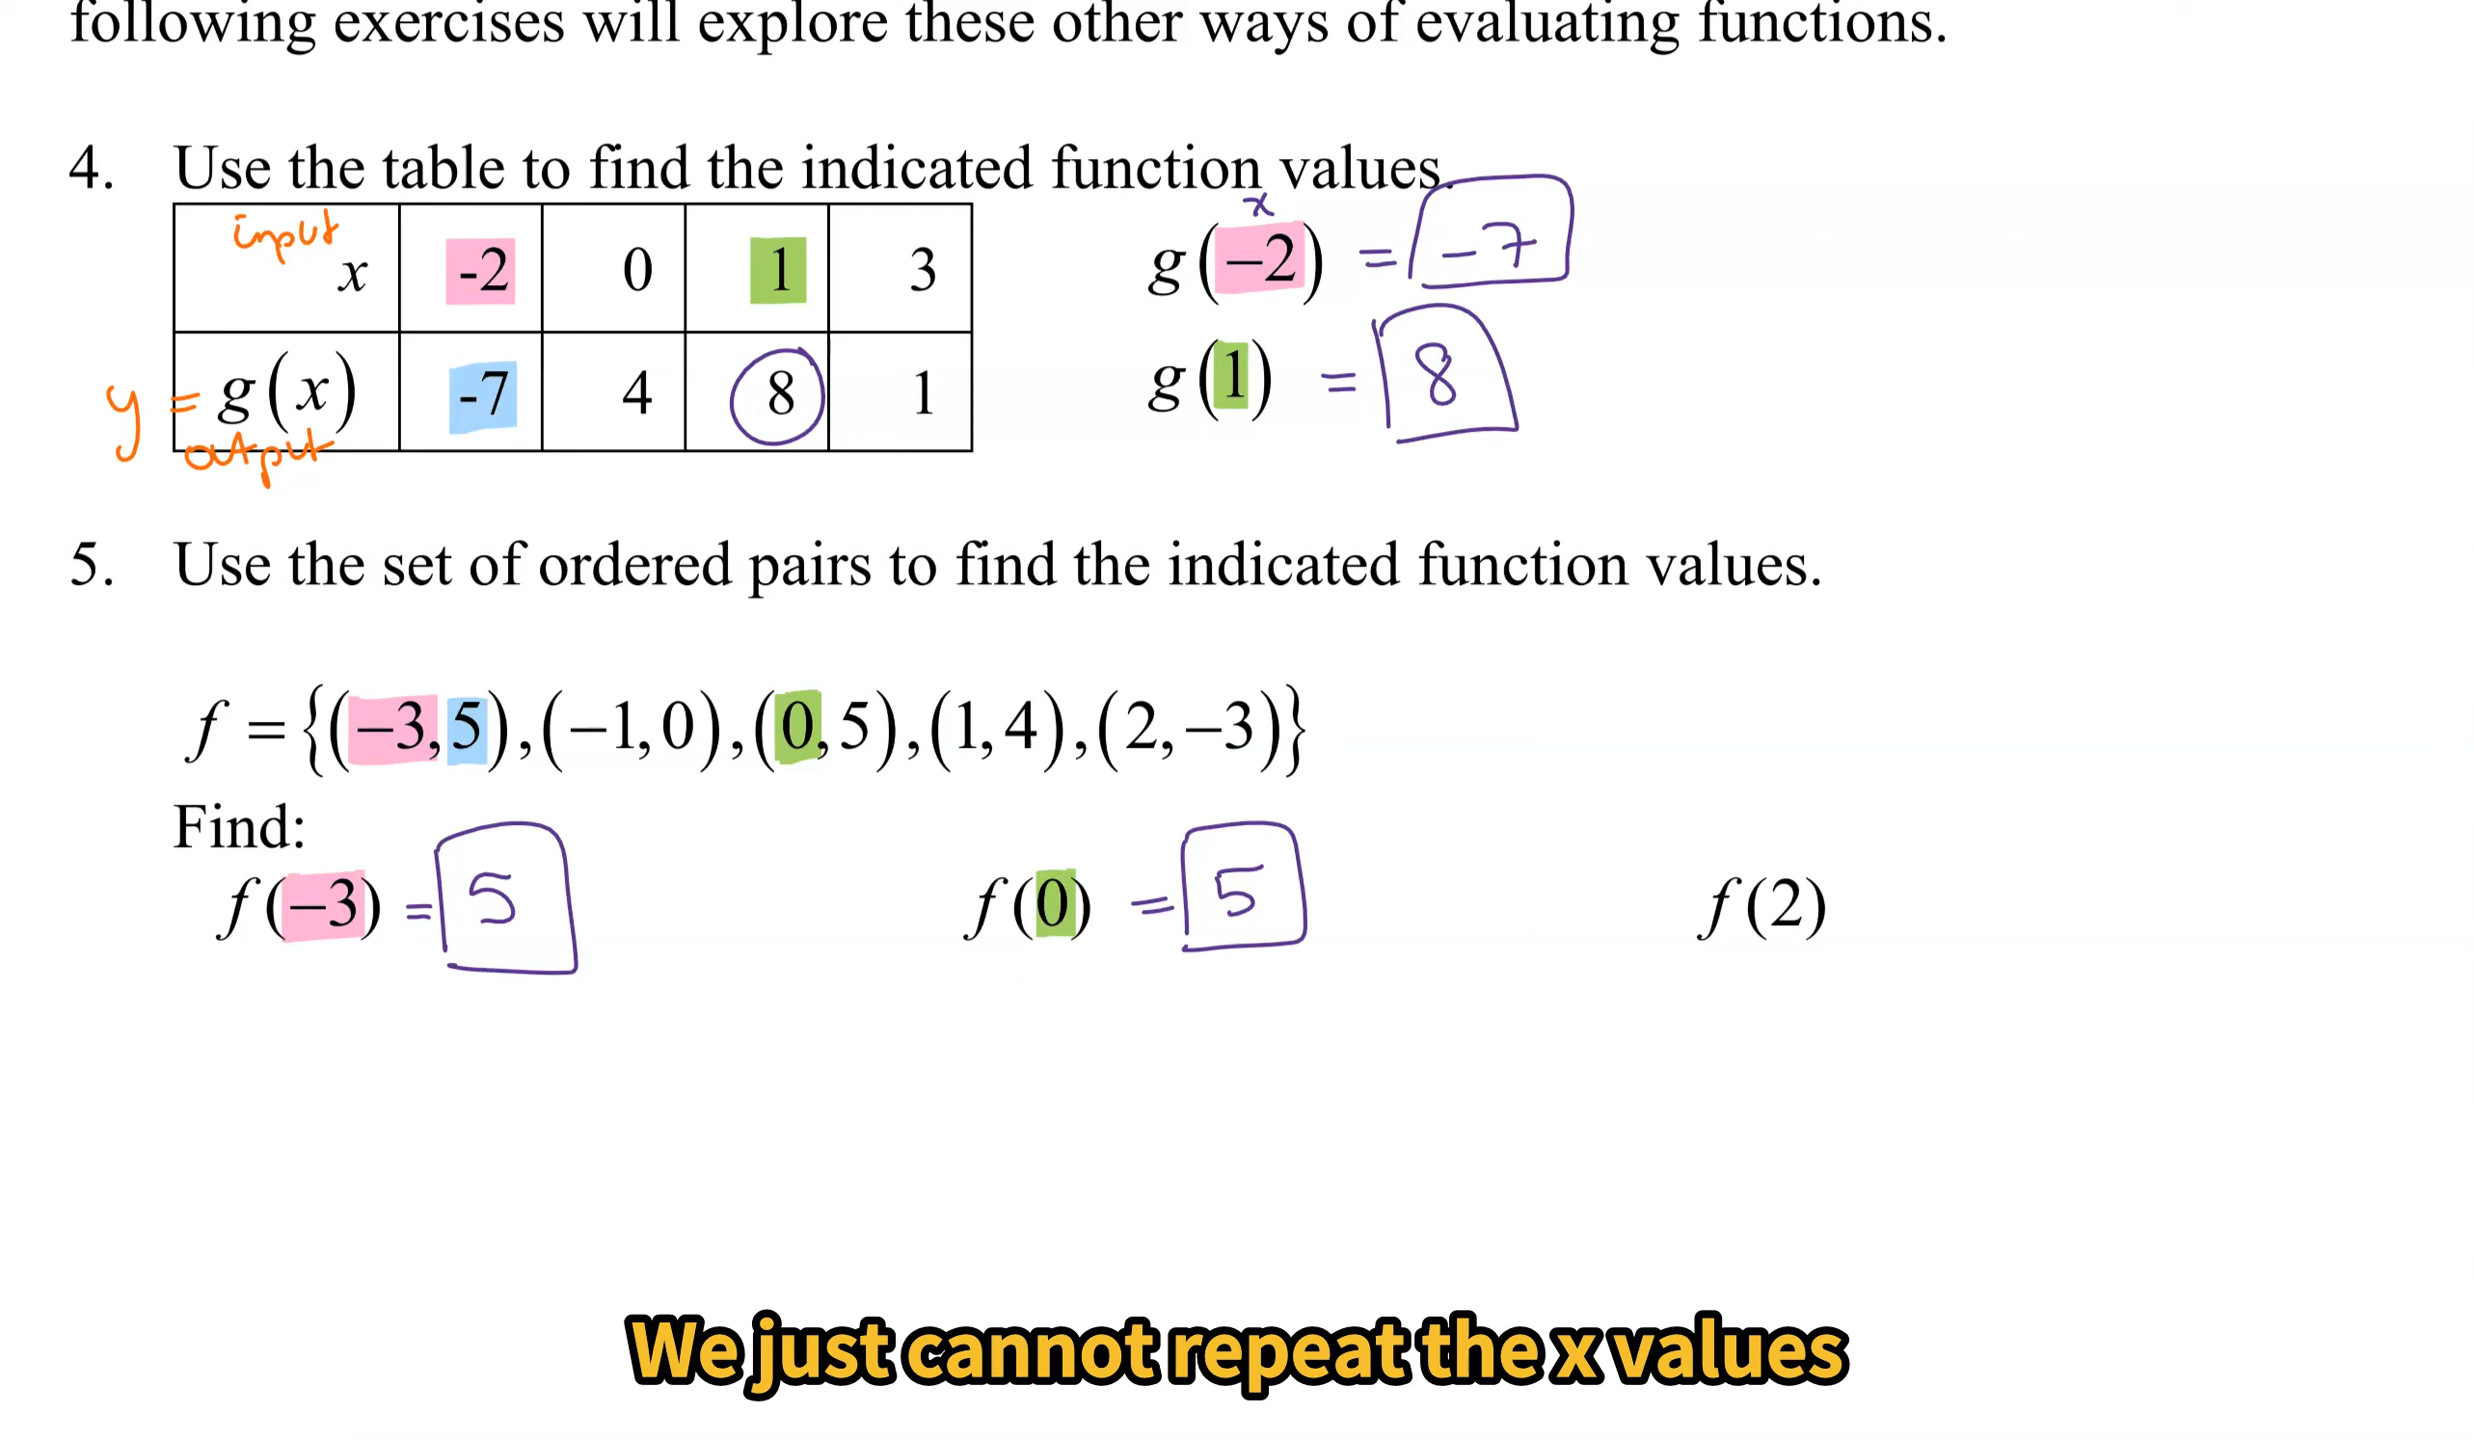 following exercises will explore these other ways of evaluating functions.
4. Use the table to find the indicated function values.
input
x -2 0 1 3
y = g(x) -7 4 8 1
output
x
g(−2) = −7
g(1) = 8
5. Use the set of ordered pairs to find the indicated function values.
f = {(−3, 5), (−1, 0), (0, 5), (1, 4), (2, −3)}
Find:
f(−3) = 5 f(0) = 5 f(2)
We just cannot repeat the x values